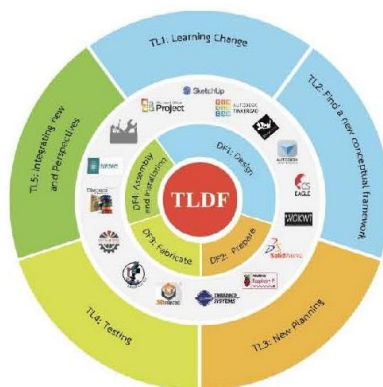 TL1: Learning Change
TL2: Find a new conceptual framework
TL3: New Planning
TL4: Testing
TL5: Integrating new
and Perspectives
SketchUp
Project
AUTODESK
TINKERCAD
AUTODESK
EAGLE
WOKWI
SolidWorks
Raspberry Pi
EMBEDDED
SYSTEMS
DF1: Design
DF2: Prepare
DF3: Fabricate
DF4: Assembly
and Installation
TLDF